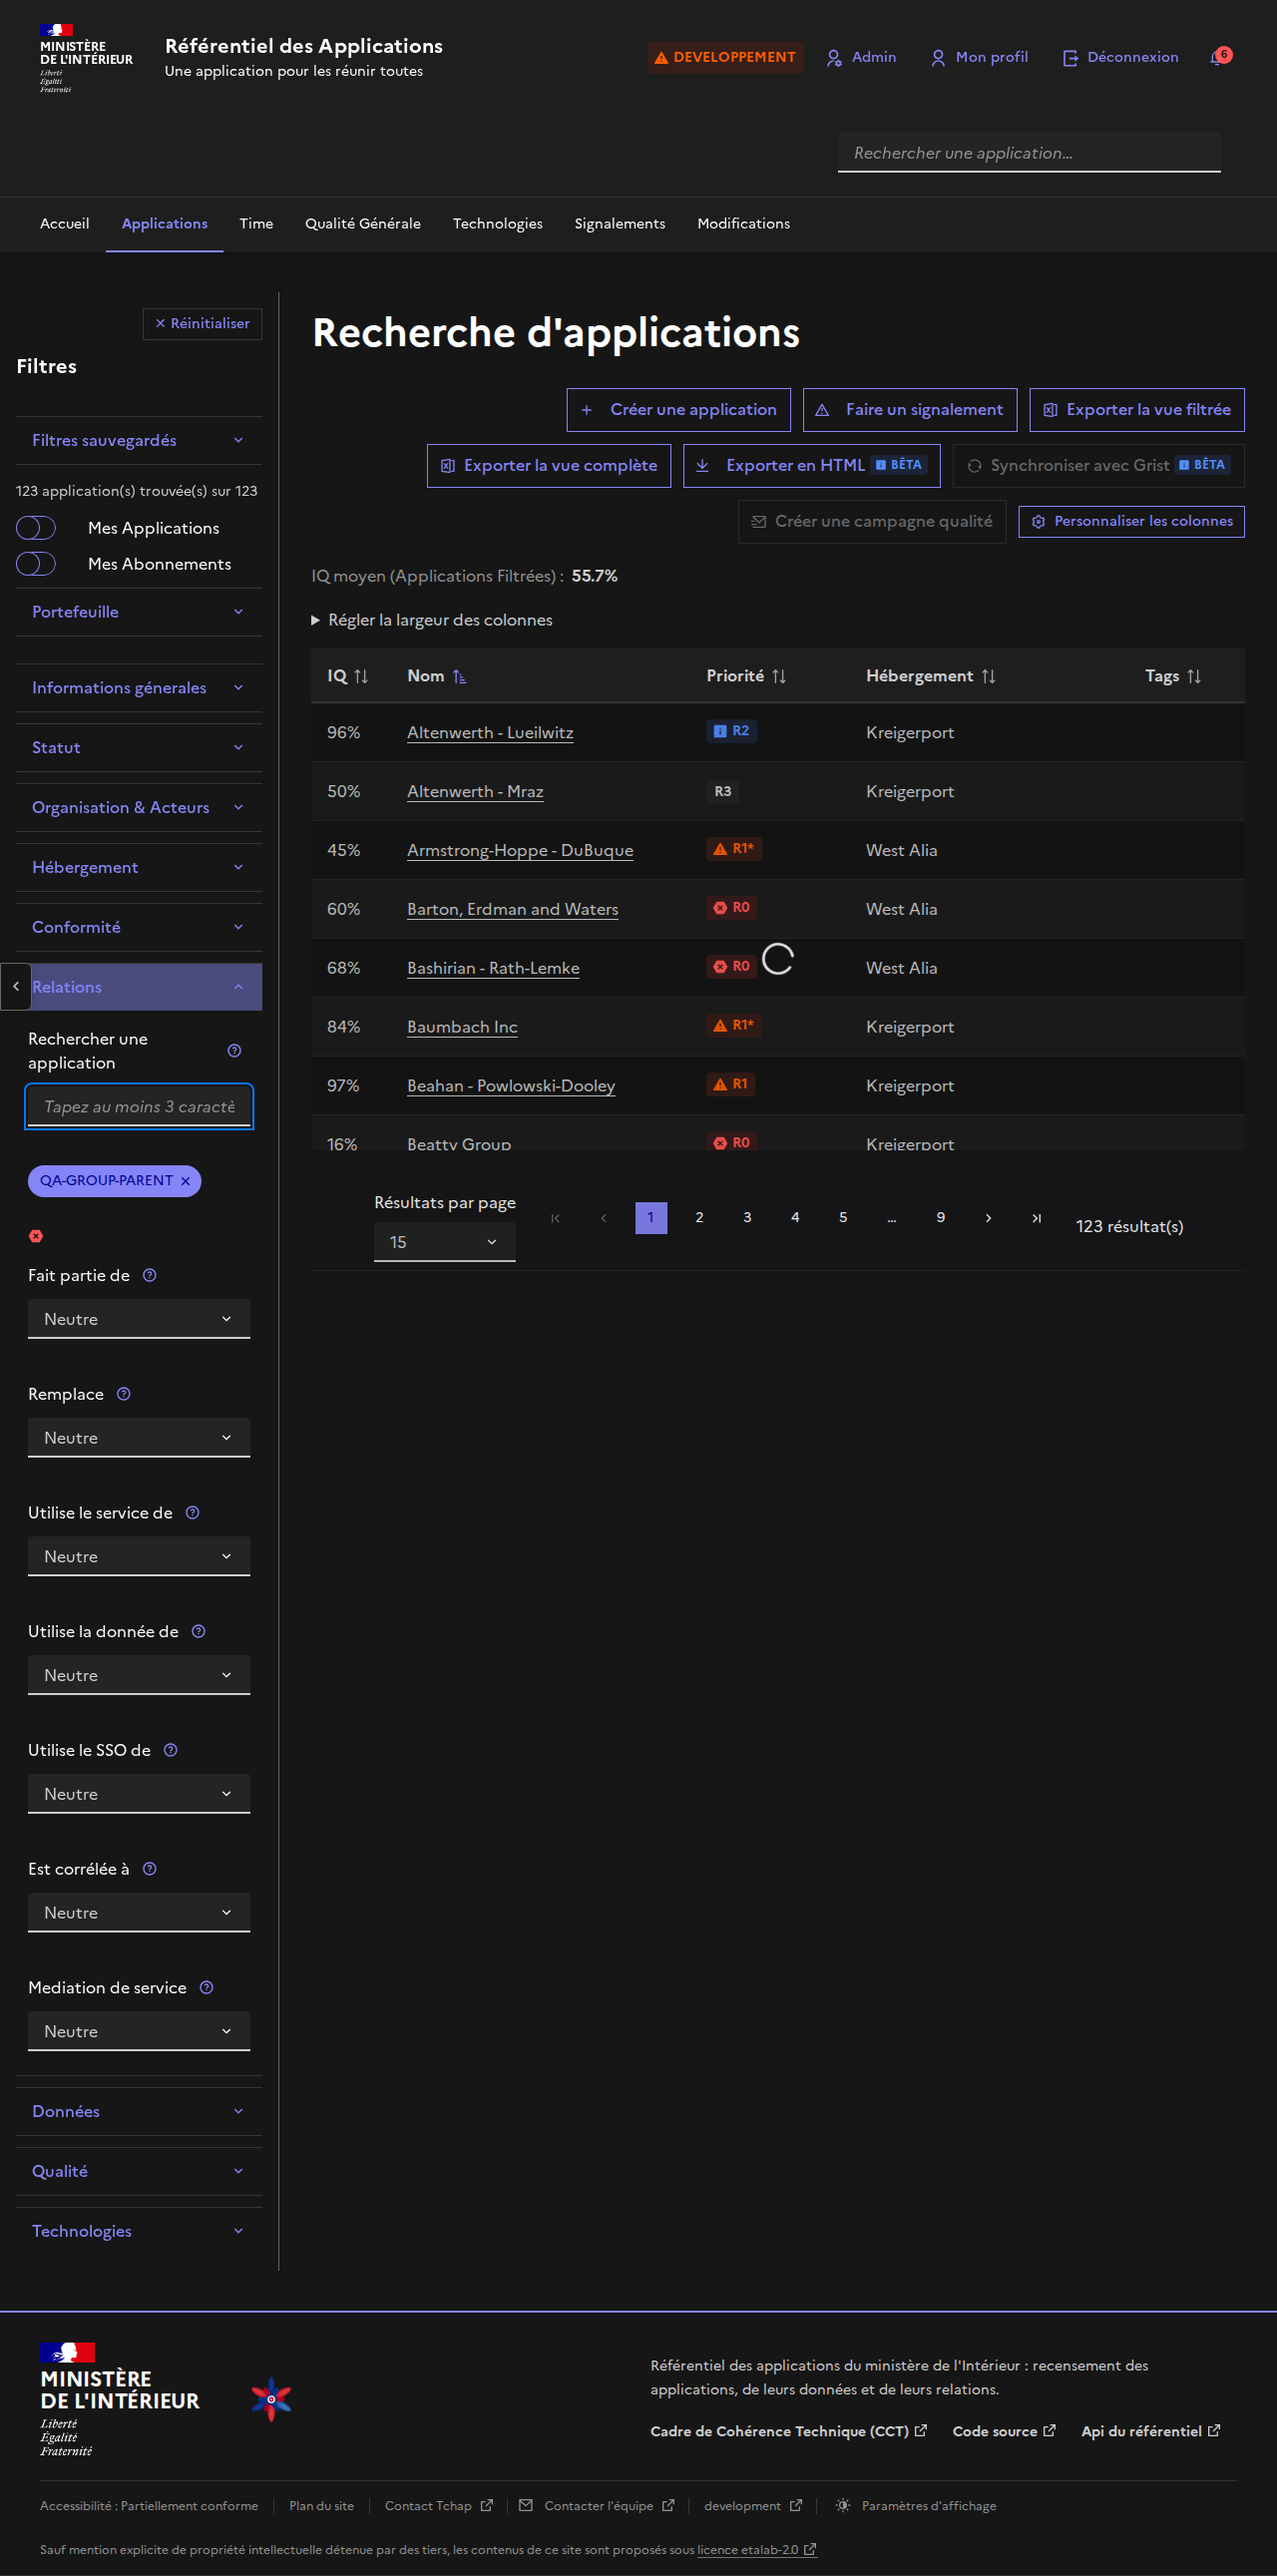 MINISTÈRE
DE L'INTÉRIEUR
Liberté
Égalité
Fraternité
Référentiel des Applications
Une application pour les réunir toutes
DEVELOPPEMENT
Admin
Mon profil
Déconnexion
6
Rechercher une application…
Accueil
Applications
Time
Qualité Générale
Technologies
Signalements
Modifications
✕ Réinitialiser
Filtres
Filtres sauvegardés
123 application(s) trouvée(s) sur 123
Mes Applications
Mes Abonnements
Portefeuille
Informations génerales
Statut
Organisation & Acteurs
Hébergement
Conformité
Relations
Rechercher une
application
Tapez au moins 3 caractè
QA-GROUP-PARENT ✕
Fait partie de
Neutre
Remplace
Neutre
Utilise le service de
Neutre
Utilise la donnée de
Neutre
Utilise le SSO de
Neutre
Est corrélée à
Neutre
Mediation de service
Neutre
Données
Qualité
Technologies
Recherche d'applications
Créer une application
Faire un signalement
Exporter la vue filtrée
Exporter la vue complète
Exporter en HTML BÊTA
Synchroniser avec Grist BÊTA
Créer une campagne qualité
Personnaliser les colonnes
IQ moyen (Applications Filtrées) : 55.7%
Régler la largeur des colonnes
IQ Nom Priorité Hébergement Tags
96% Altenwerth - Lueilwitz R2 Kreigerport
50% Altenwerth - Mraz R3 Kreigerport
45% Armstrong-Hoppe - DuBuque R1* West Alia
60% Barton, Erdman and Waters R0 West Alia
68% Bashirian - Rath-Lemke R0 West Alia
84% Baumbach Inc R1* Kreigerport
97% Beahan - Powlowski-Dooley R1 Kreigerport
16% Beatty Group R0 Kreigerport
Résultats par page
15
1 2 3 4 5 … 9
123 résultat(s)
MINISTÈRE
DE L'INTÉRIEUR
Liberté
Égalité
Fraternité
Référentiel des applications du ministère de l'Intérieur : recensement des
applications, de leurs données et de leurs relations.
Cadre de Cohérence Technique (CCT)
Code source
Api du référentiel
Accessibilité : Partiellement conforme
Plan du site
Contact Tchap
Contacter l'équipe
development
Paramètres d'affichage
Sauf mention explicite de propriété intellectuelle détenue par des tiers, les contenus de ce site sont proposés sous licence etalab-2.0